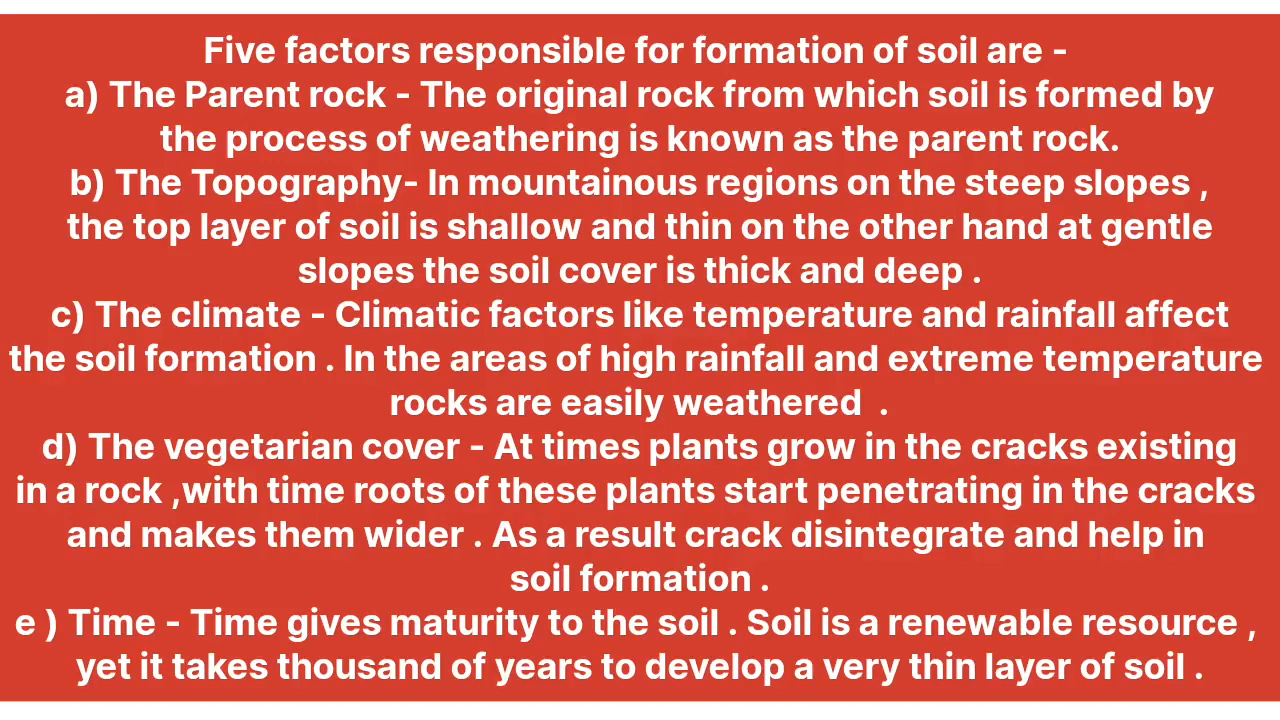 Five factors responsible for formation of soil are -
a) The Parent rock - The original rock from which soil is formed by
the process of weathering is known as the parent rock.
b) The Topography- In mountainous regions on the steep slopes ,
the top layer of soil is shallow and thin on the other hand at gentle
slopes the soil cover is thick and deep .
c) The climate - Climatic factors like temperature and rainfall affect
the soil formation . In the areas of high rainfall and extreme temperature
rocks are easily weathered  .
d) The vegetarian cover - At times plants grow in the cracks existing
in a rock ,with time roots of these plants start penetrating in the cracks
and makes them wider . As a result crack disintegrate and help in
soil formation .
e ) Time - Time gives maturity to the soil . Soil is a renewable resource ,
yet it takes thousand of years to develop a very thin layer of soil .